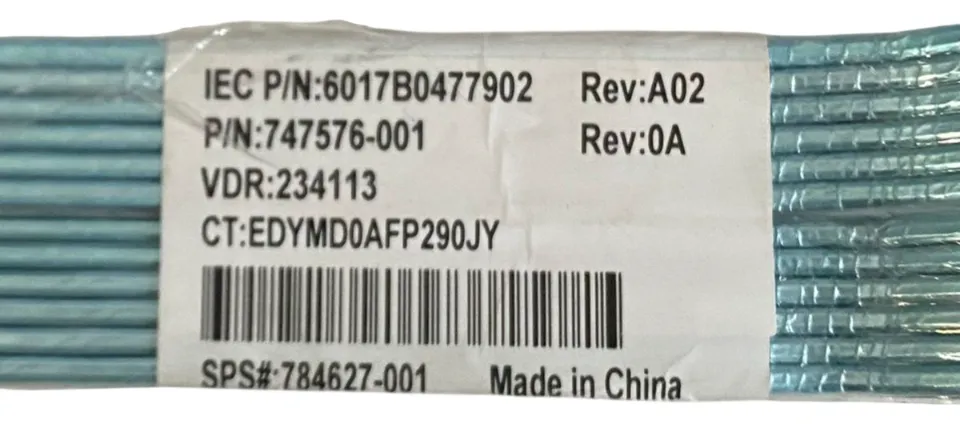 IEC P/N:6017B0477902 Rev:A02
P/N:747576-001 Rev:0A
VDR:234113
CT:EDYMD0AFP290JY
SPS#:784627-001 Made in China